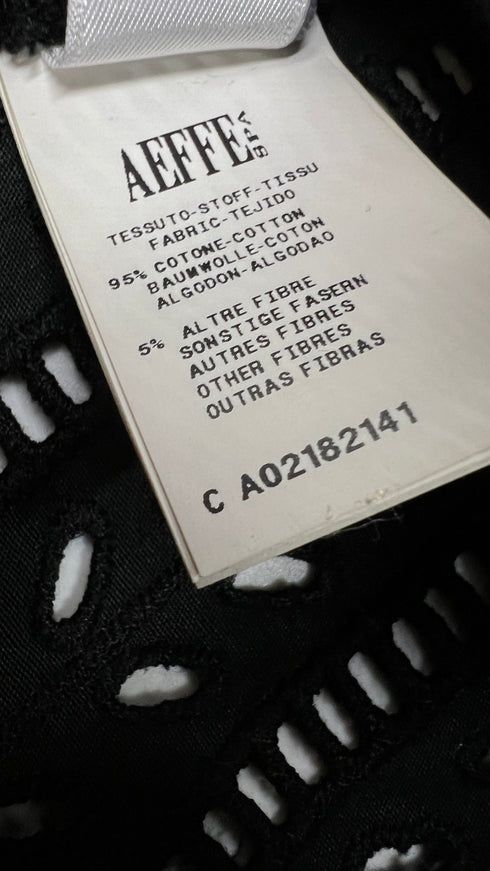 AEFFE SPA
TESSUTO-STOFF-TISSU
FABRIC-TEJIDO
95% COTONE-COTTON
BAUMWOLLE-COTON
ALGODON-ALGODAO
5% ALTRE FIBRE
SONSTIGE FASERN
AUTRES FIBRES
OTHER FIBRES
OUTRAS FIBRAS
C A02182141